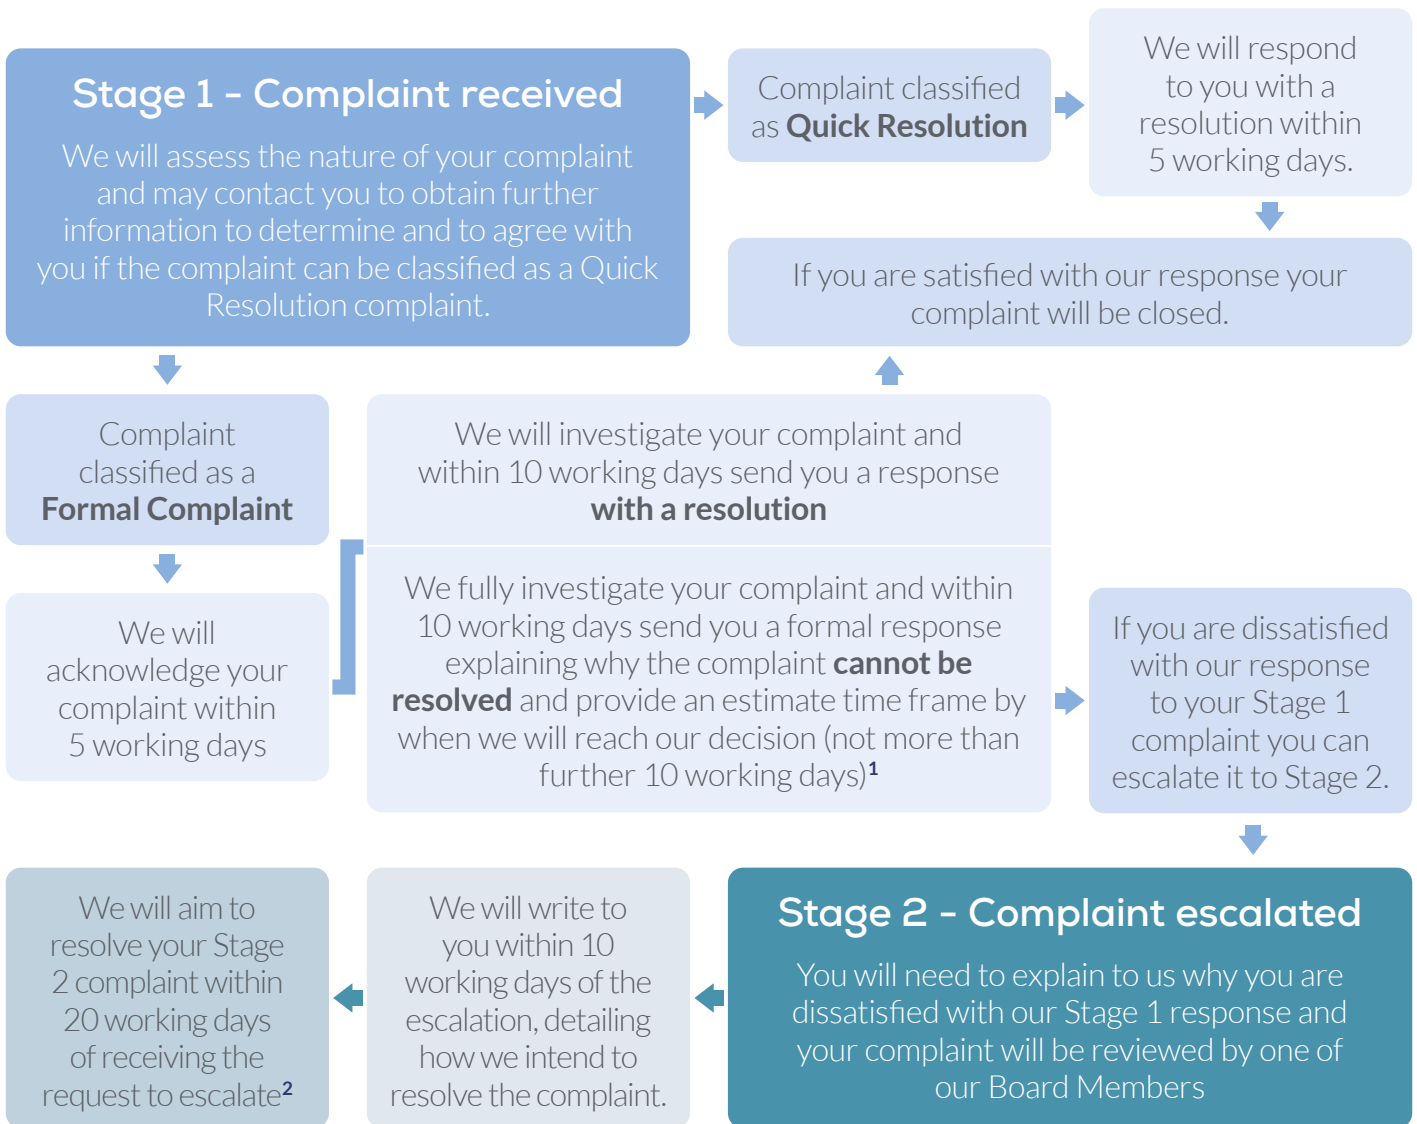 Stage 1 - Complaint received
We will assess the nature of your complaint
and may contact you to obtain further
information to determine and to agree with
you if the complaint can be classified as a Quick
Resolution complaint.
Complaint classified
as Quick Resolution
We will respond
to you with a
resolution within
5 working days.
If you are satisfied with our response your
complaint will be closed.
Complaint
classified as a
Formal Complaint
We will
acknowledge your
complaint within
5 working days
We will investigate your complaint and
within 10 working days send you a response
with a resolution
We fully investigate your complaint and within
10 working days send you a formal response
explaining why the complaint cannot be
resolved and provide an estimate time frame by
when we will reach our decision (not more than
further 10 working days)1
If you are dissatisfied
with our response
to your Stage 1
complaint you can
escalate it to Stage 2.
Stage 2 - Complaint escalated
You will need to explain to us why you are
dissatisfied with our Stage 1 response and
your complaint will be reviewed by one of
our Board Members
We will write to
you within 10
working days of the
escalation, detailing
how we intend to
resolve the complaint.
We will aim to
resolve your Stage
2 complaint within
20 working days
of receiving the
request to escalate2